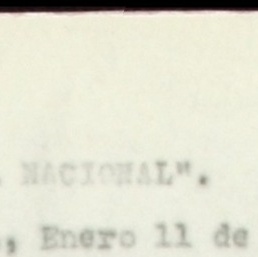 NACIONAL".
, Enero 11 de